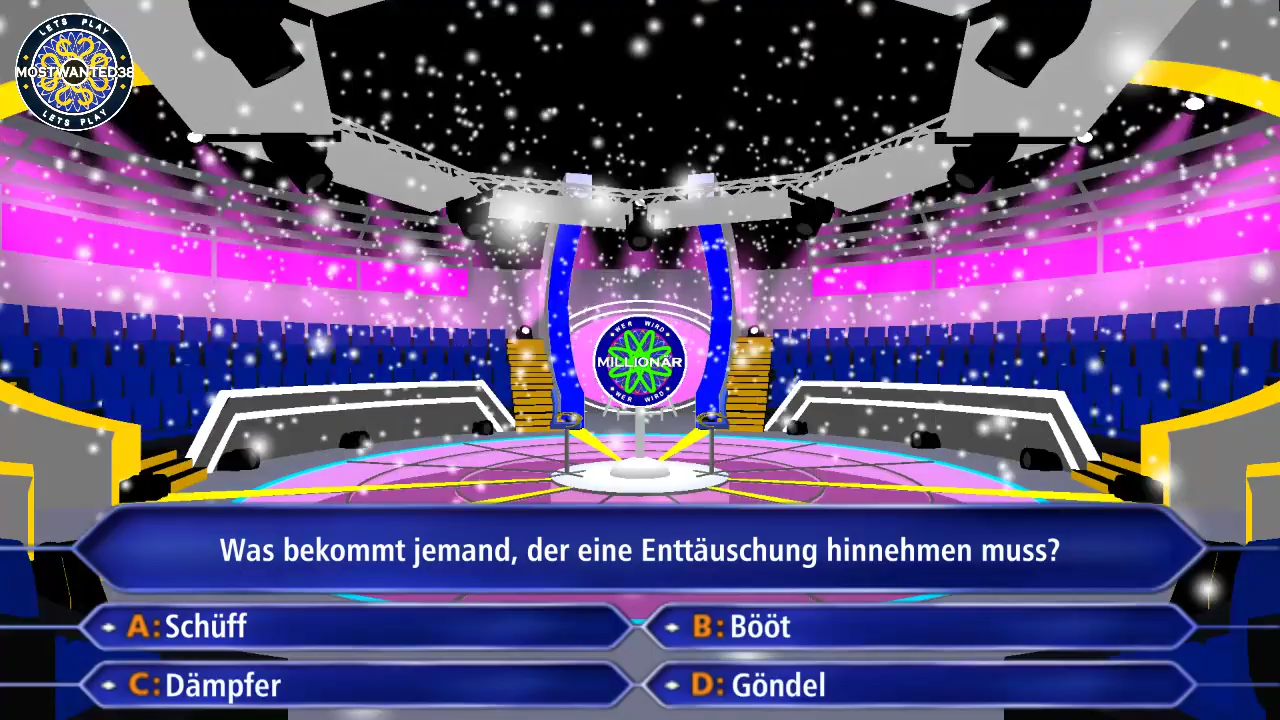 LETS PLAY
MOSTWANTED38
LETS PLAY
WER WIRD
MILLIONÄR
WER WIRD
Was bekommt jemand, der eine Enttäuschung hinnehmen muss?
A: Schüff
B: Bööt
C: Dämpfer
D: Göndel